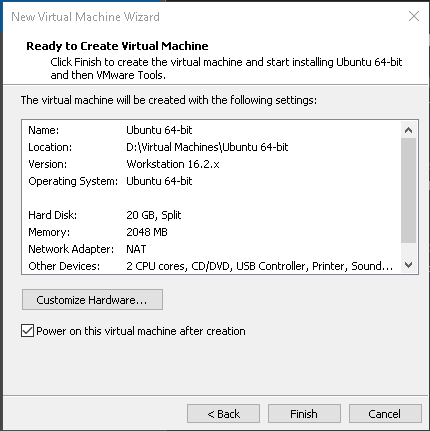 New Virtual Machine Wizard
Ready to Create Virtual Machine
Click Finish to create the virtual machine and start installing Ubuntu 64-bit
and then VMware Tools.
The virtual machine will be created with the following settings:
Name: Ubuntu 64-bit
Location: D:\Virtual Machines\Ubuntu 64-bit
Version: Workstation 16.2.x
Operating System: Ubuntu 64-bit
Hard Disk: 20 GB, Split
Memory: 2048 MB
Network Adapter: NAT
Other Devices: 2 CPU cores, CD/DVD, USB Controller, Printer, Sound...
Customize Hardware...
Power on this virtual machine after creation
< Back Finish Cancel